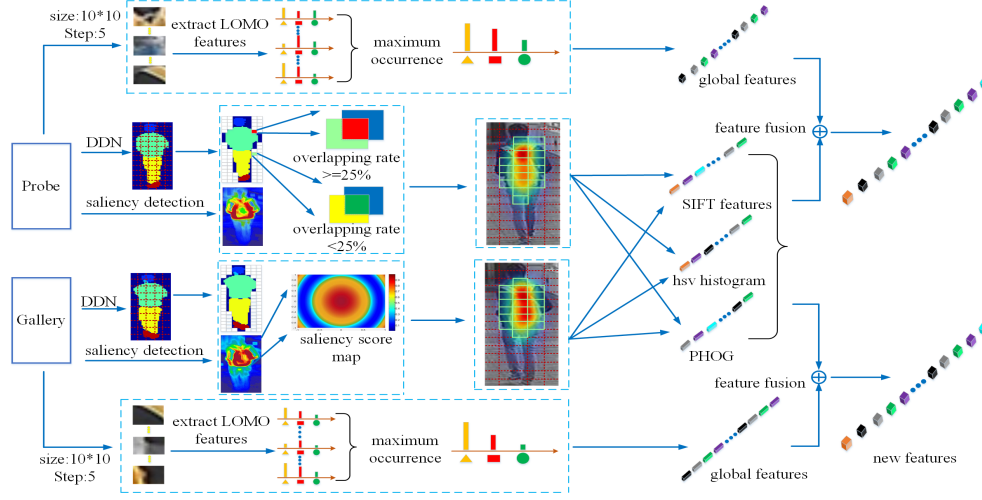 size:10*10
Step:5
extract LOMO
features
maximum
occurrence
global features
DDN
overlapping rate
>=25%
feature fusion
Probe
SIFT features
saliency detection
overlapping rate
<25%
hsv histogram
DDN
Gallery
saliency detection
saliency score
map
PHOG
feature fusion
size:10*10
Step:5
extract LOMO
features
maximum
occurrence
global features
new features